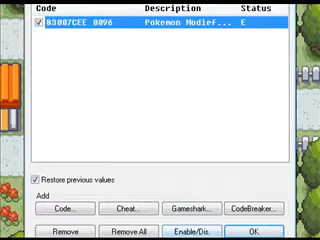 Code Description Status
83007CEE 0096 Pokemon Modief... E
Restore previous values
Add
Code... Cheat... Gameshark... CodeBreaker...
Remove Remove All Enable/Dis. OK